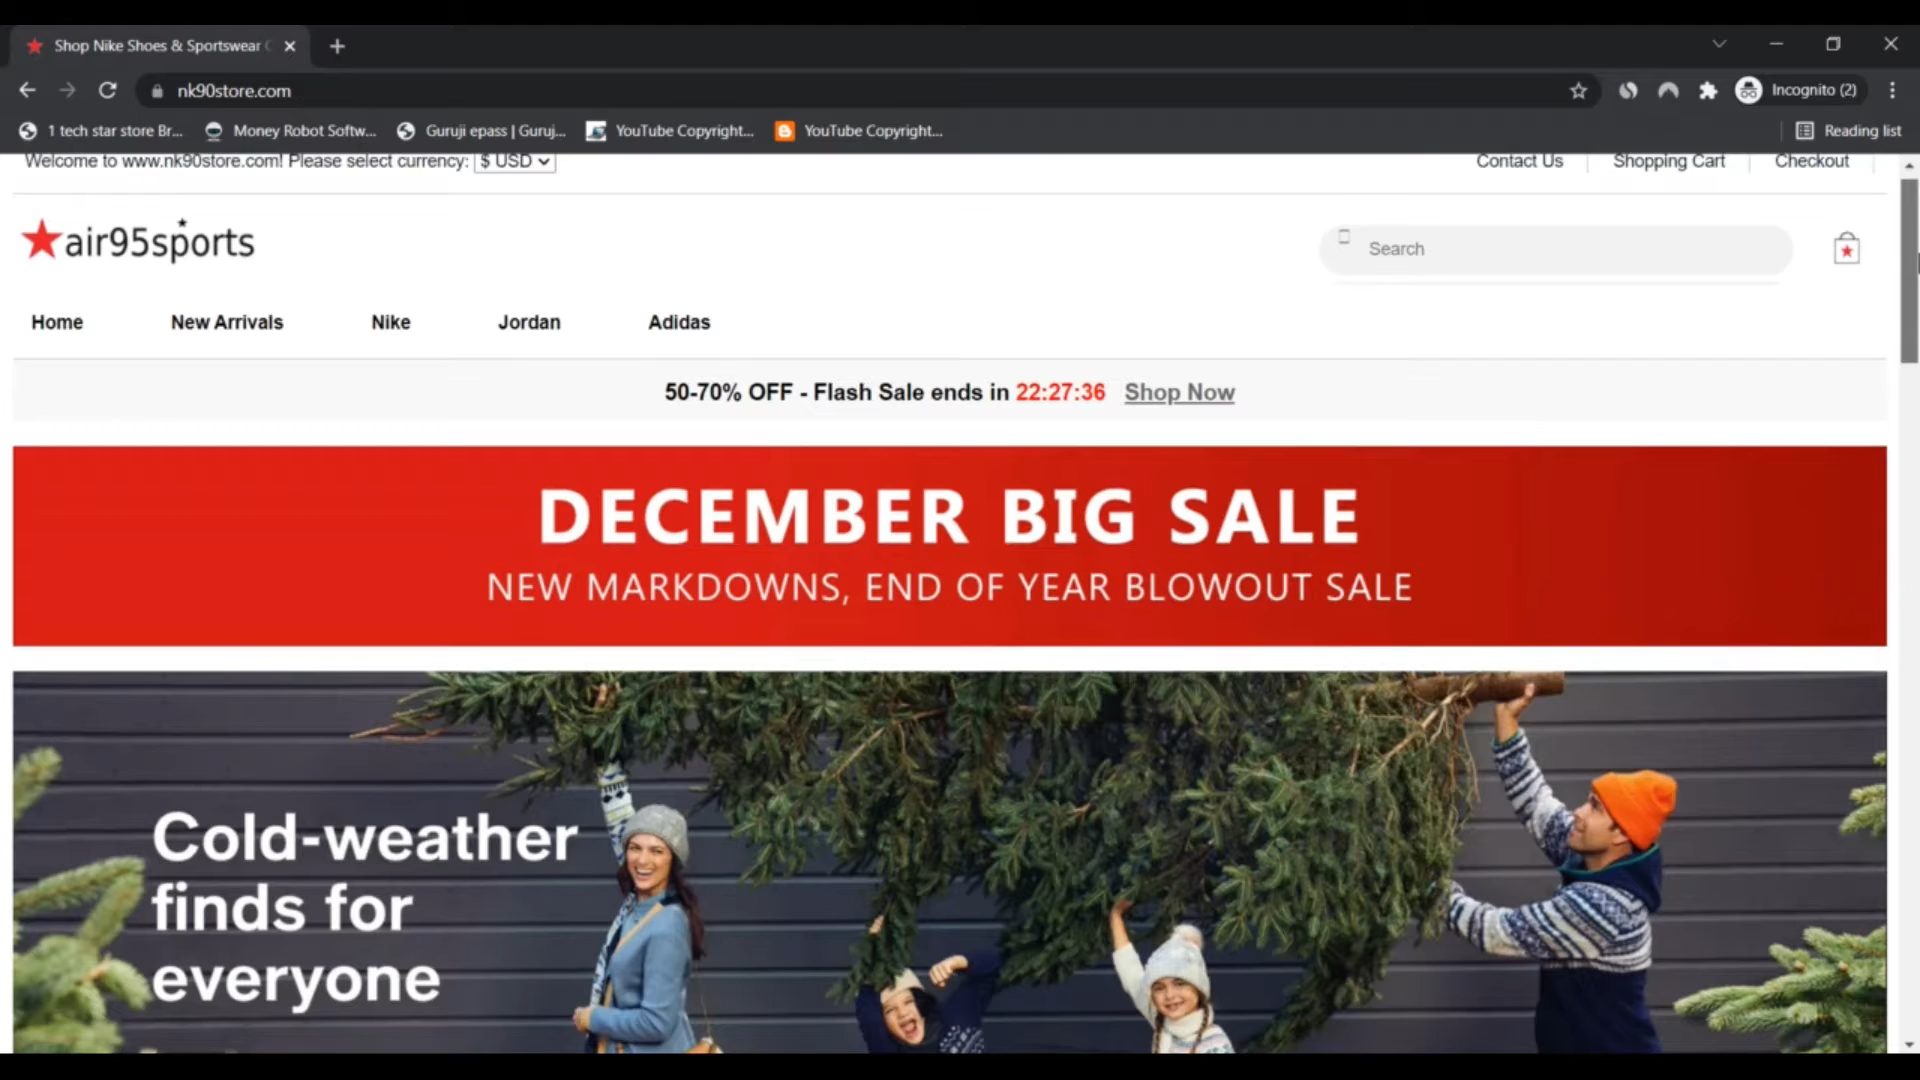 Shop Nike Shoes & Sportswear
nk90store.com
Incognito (2)
1 tech star store Br...
Money Robot Softw...
Guruji epass | Guruj...
YouTube Copyright...
YouTube Copyright...
Reading list
Welcome to www.nk90store.com! Please select currency: $ USD
Contact Us
Shopping Cart
Checkout
air95sports
Search
Home
New Arrivals
Nike
Jordan
Adidas
50-70% OFF - Flash Sale ends in 22:27:36 Shop Now
DECEMBER BIG SALE
NEW MARKDOWNS, END OF YEAR BLOWOUT SALE
Cold-weather
finds for
everyone